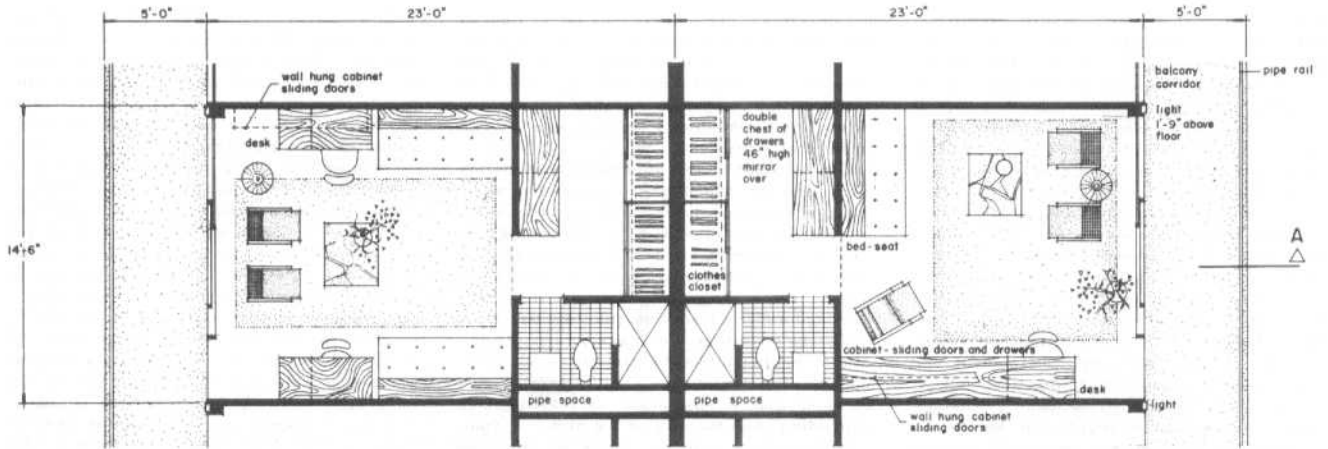 5'-0"
23'-0"
23'-0"
5'-0"
wall hung cabinet
sliding doors
desk
double
chest of
drawers
46" high
mirror
over
balcony
corridor
pipe rail
light
1'-9" above
floor
14'-6"
A
bed-seat
clothes
closet
cabinet-sliding doors and drawers
desk
pipe space
pipe space
wall hung cabinet
sliding doors
light